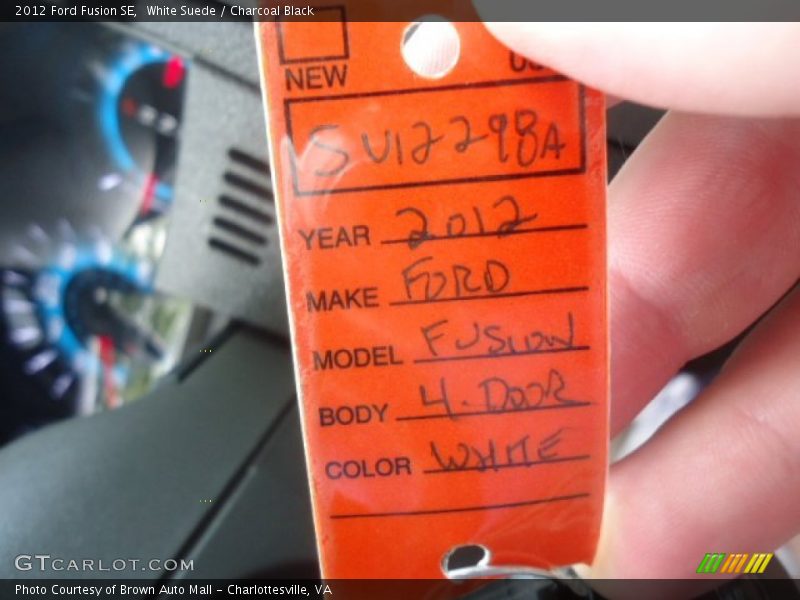 2012 Ford Fusion SE,  White Suede / Charcoal Black
NEW
SU12298A
YEAR 2012
MAKE FORD
MODEL FUSION
BODY 4-DOOR
COLOR WHITE
GTCARLOT.COM
Photo Courtesy of Brown Auto Mall - Charlottesville, VA